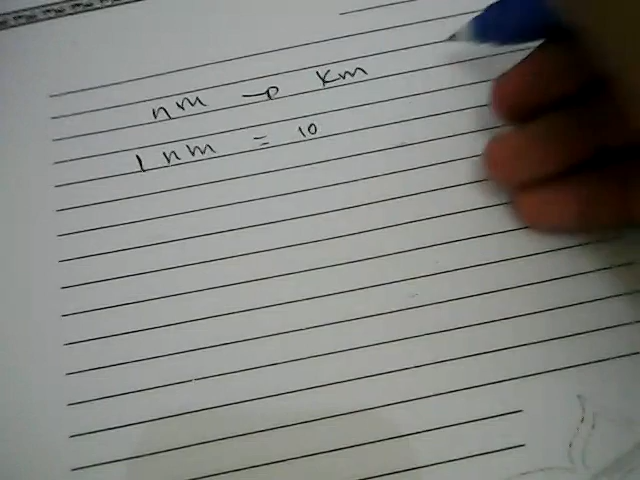 nm → km
1 nm = 10